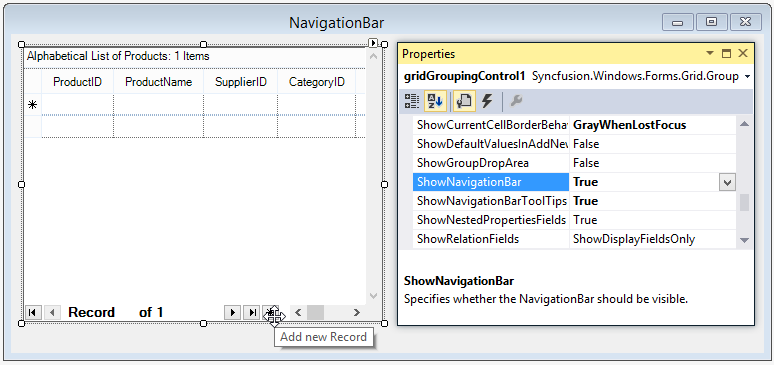 NavigationBar
Alphabetical List of Products: 1 Items
ProductID ProductName SupplierID CategoryID
Record of 1
Add new Record
Properties
gridGroupingControl1 Syncfusion.Windows.Forms.Grid.Group
ShowCurrentCellBorderBehav GrayWhenLostFocus
ShowDefaultValuesInAddNew False
ShowGroupDropArea False
ShowNavigationBar True
ShowNavigationBarToolTips True
ShowNestedPropertiesFields True
ShowRelationFields ShowDisplayFieldsOnly
ShowNavigationBar
Specifies whether the NavigationBar should be visible.